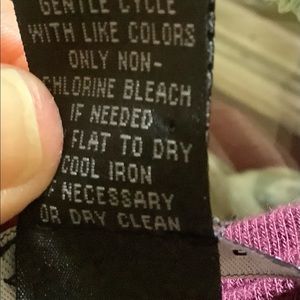 GENTLE CYCLE
WITH LIKE COLORS
ONLY NON-
CHLORINE BLEACH
IF NEEDED
FLAT TO DRY
COOL IRON
IF NECESSARY
OR DRY CLEAN